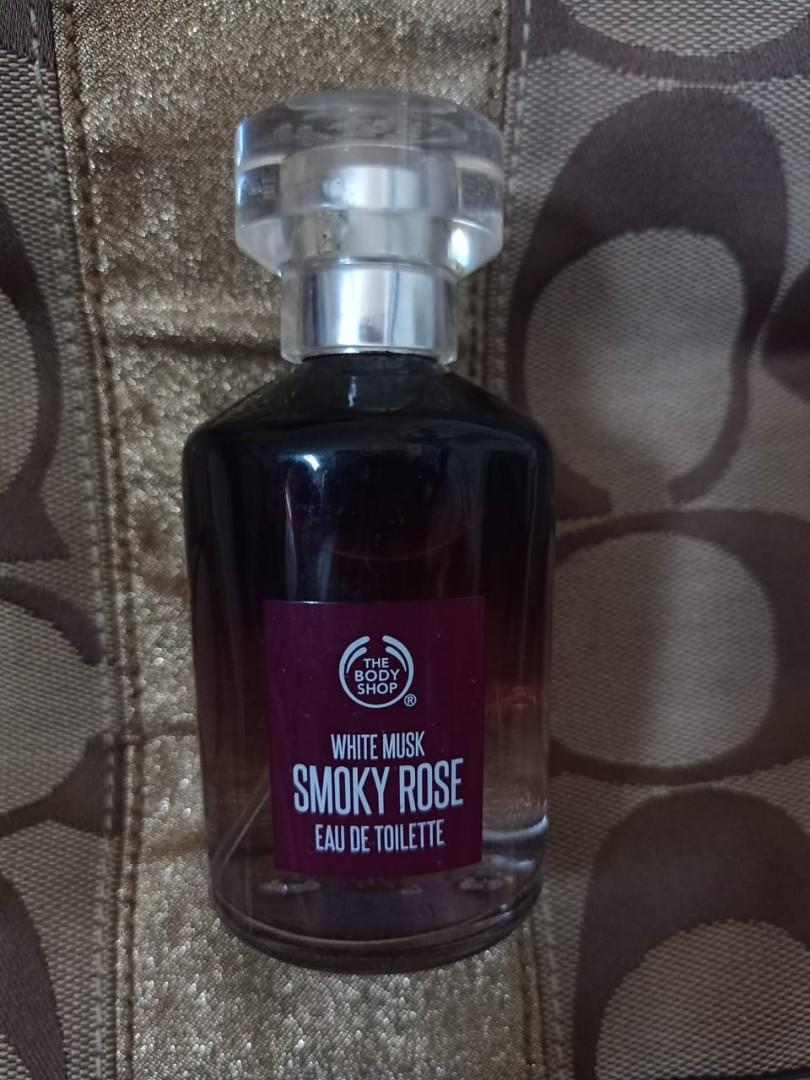 THE
BODY
SHOP
®
WHITE MUSK
SMOKY ROSE
EAU DE TOILETTE